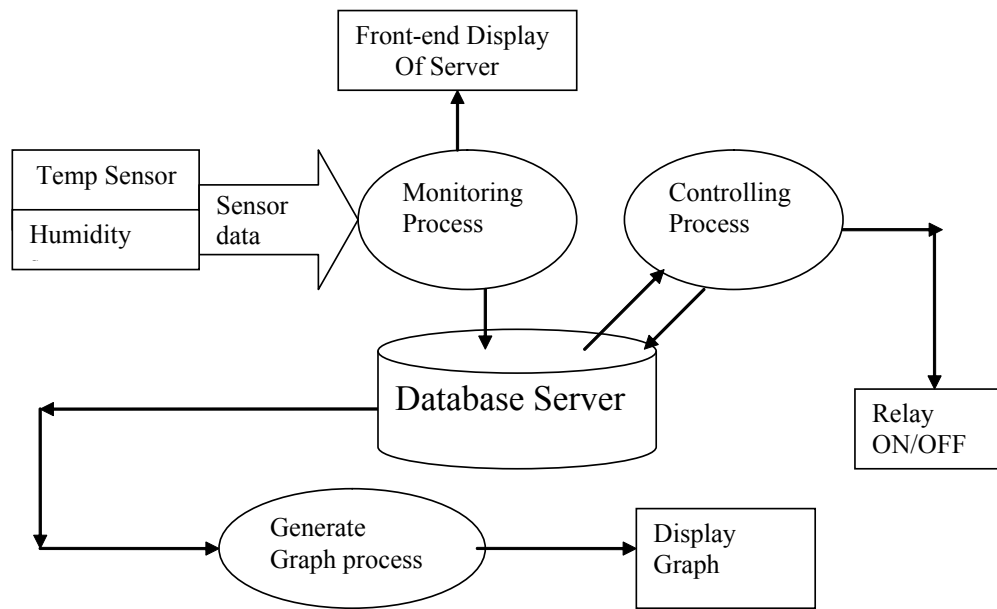 Front-end Display
Of Server
Temp Sensor
Humidity
Sensor
data
Monitoring
Process
Controlling
Process
Database Server
Relay
ON/OFF
Generate
Graph process
Display
Graph